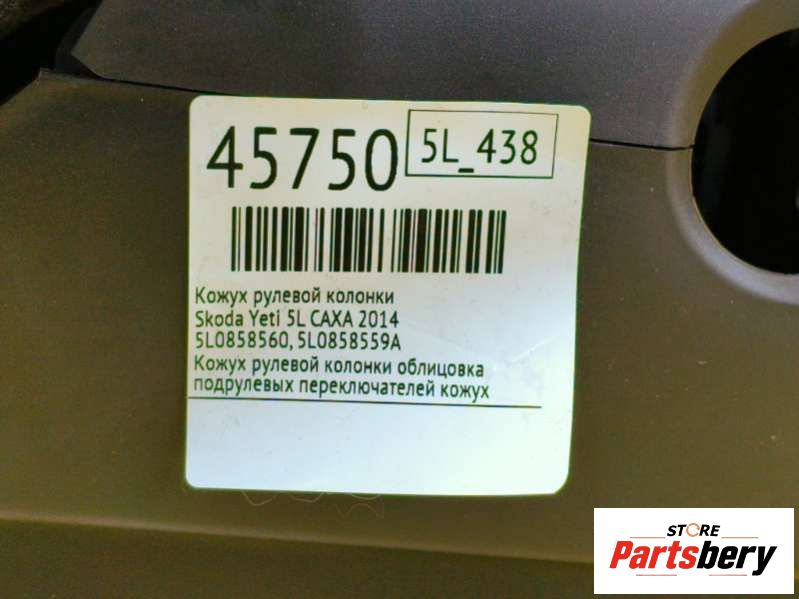 45750
5L_438
Кожух рулевой колонки
Skoda Yeti 5L CAXA 2014
5L0858560, 5L0858559A
Кожух рулевой колонки облицовка
подрулевых переключателей кожух
STORE
Partsbery